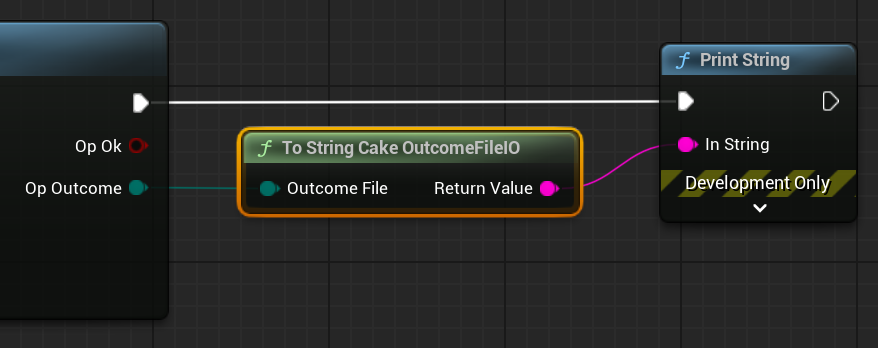 Print String
Op Ok
In String
To String Cake OutcomeFileIO
Op Outcome
Outcome File
Return Value
Development Only